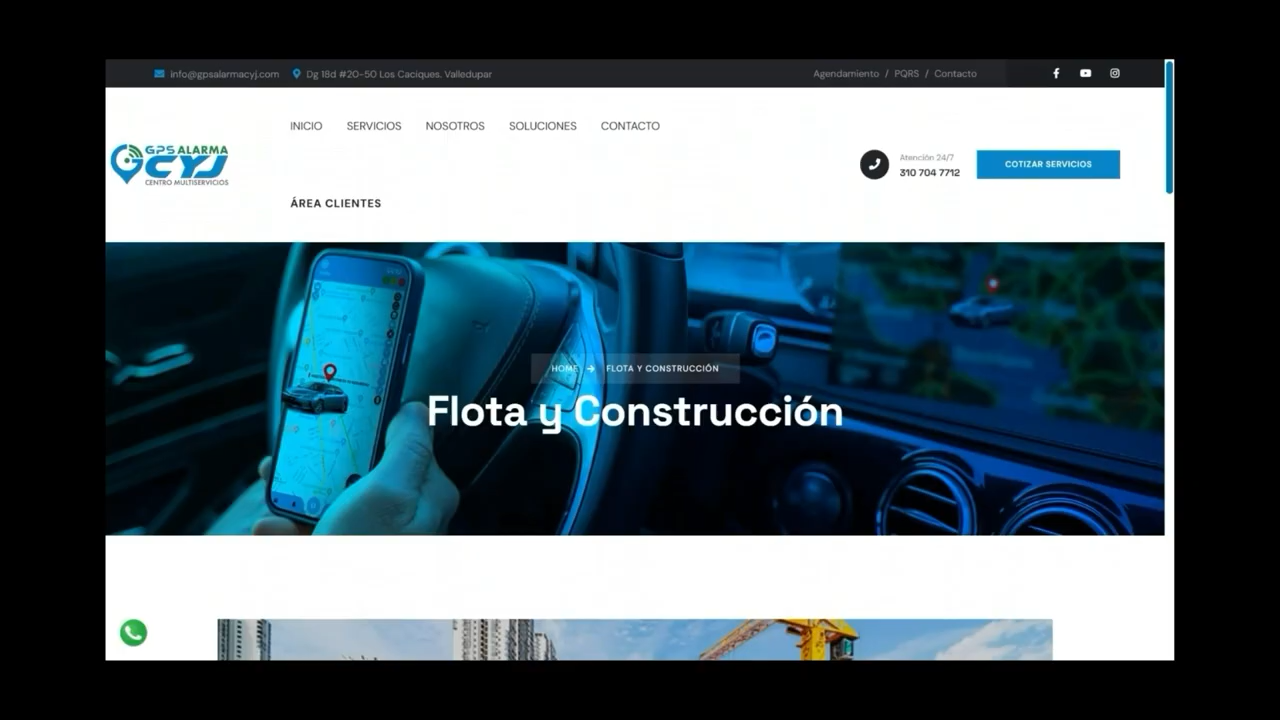 info@gpsalarmacyj.com Dg 18d #20-50 Los Caciques. Valledupar
Agendamiento / PQRS / Contacto
INICIO SERVICIOS NOSOTROS SOLUCIONES CONTACTO
GPS ALARMA
CYJ
CENTRO MULTISERVICIOS
Atención 24/7
310 704 7712
COTIZAR SERVICIOS
ÁREA CLIENTES
HOME → FLOTA Y CONSTRUCCIÓN
Flota y Construcción